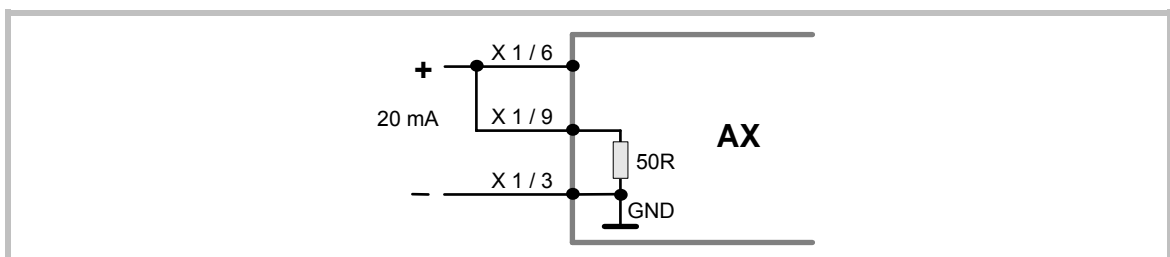 X 1 / 6
+
20 mA
X 1 / 9
AX
50R
X 1 / 3
–
GND